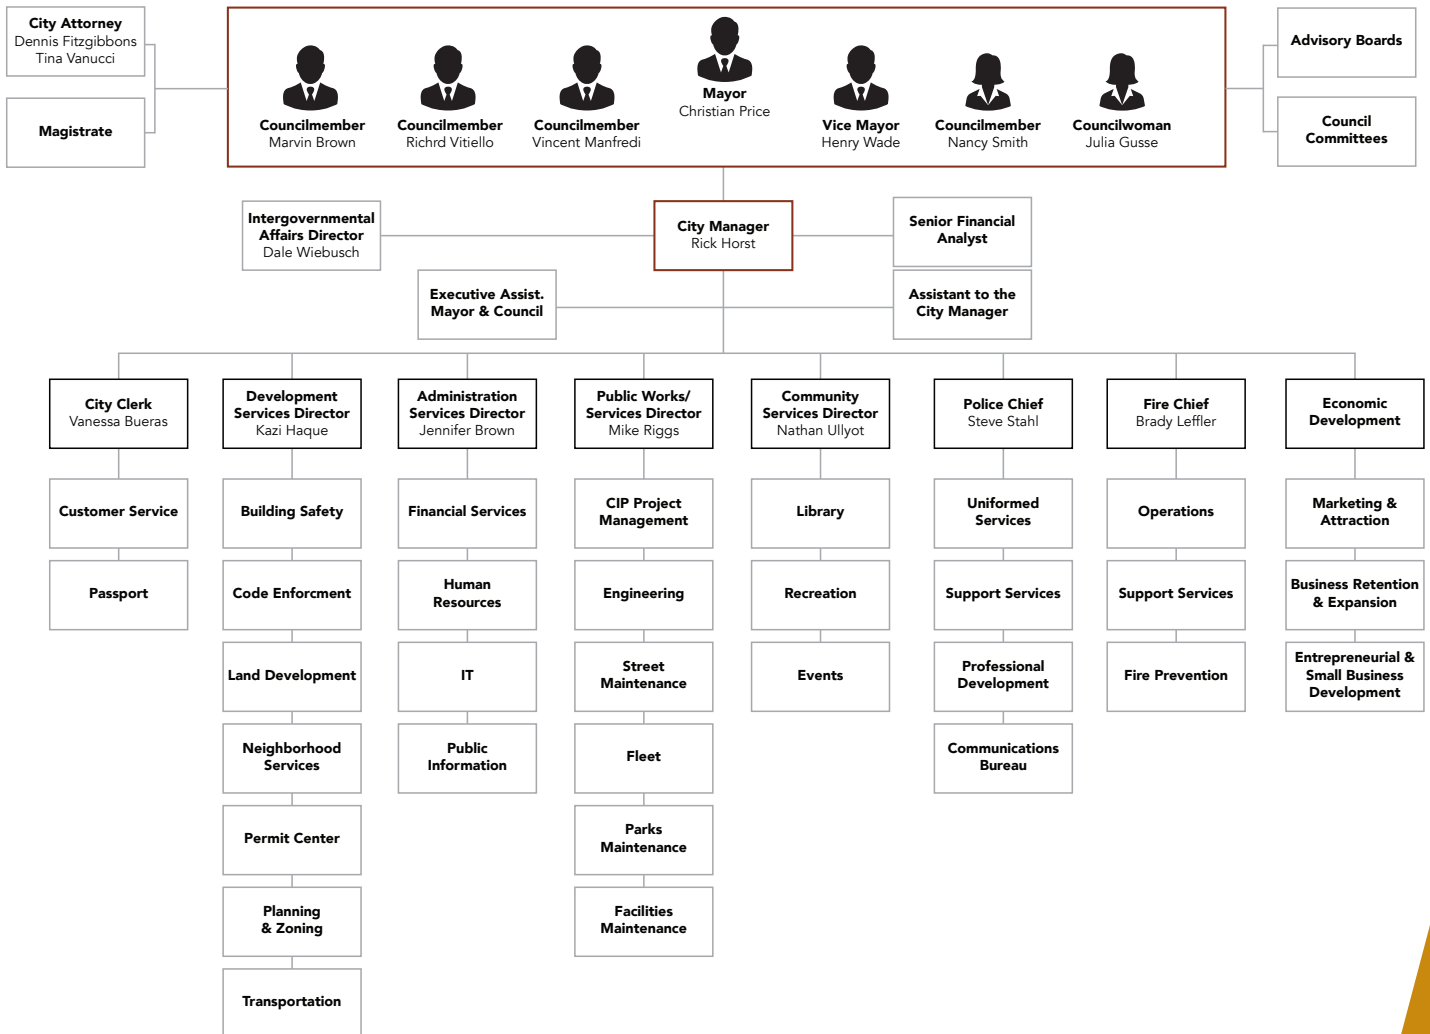 City Attorney
Dennis Fitzgibbons
Tina Vanucci
Magistrate
Councilmember
Marvin Brown
Councilmember
Richrd Vitiello
Councilmember
Vincent Manfredi
Mayor
Christian Price
Vice Mayor
Henry Wade
Councilmember
Nancy Smith
Councilwoman
Julia Gusse
Advisory Boards
Council
Committees
Intergovernmental
Affairs Director
Dale Wiebusch
City Manager
Rick Horst
Senior Financial
Analyst
Executive Assist.
Mayor & Council
Assistant to the
City Manager
City Clerk
Vanessa Bueras
Customer Service
Passport
Development
Services Director
Kazi Haque
Building Safety
Code Enforcment
Land Development
Neighborhood
Services
Permit Center
Planning
& Zoning
Transportation
Administration
Services Director
Jennifer Brown
Financial Services
Human
Resources
IT
Public
Information
Public Works/
Services Director
Mike Riggs
CIP Project
Management
Engineering
Street
Maintenance
Fleet
Parks
Maintenance
Facilities
Maintenance
Community
Services Director
Nathan Ullyot
Library
Recreation
Events
Police Chief
Steve Stahl
Uniformed
Services
Support Services
Professional
Development
Communications
Bureau
Fire Chief
Brady Leffler
Operations
Support Services
Fire Prevention
Economic
Development
Marketing &
Attraction
Business Retention
& Expansion
Entrepreneurial &
Small Business
Development